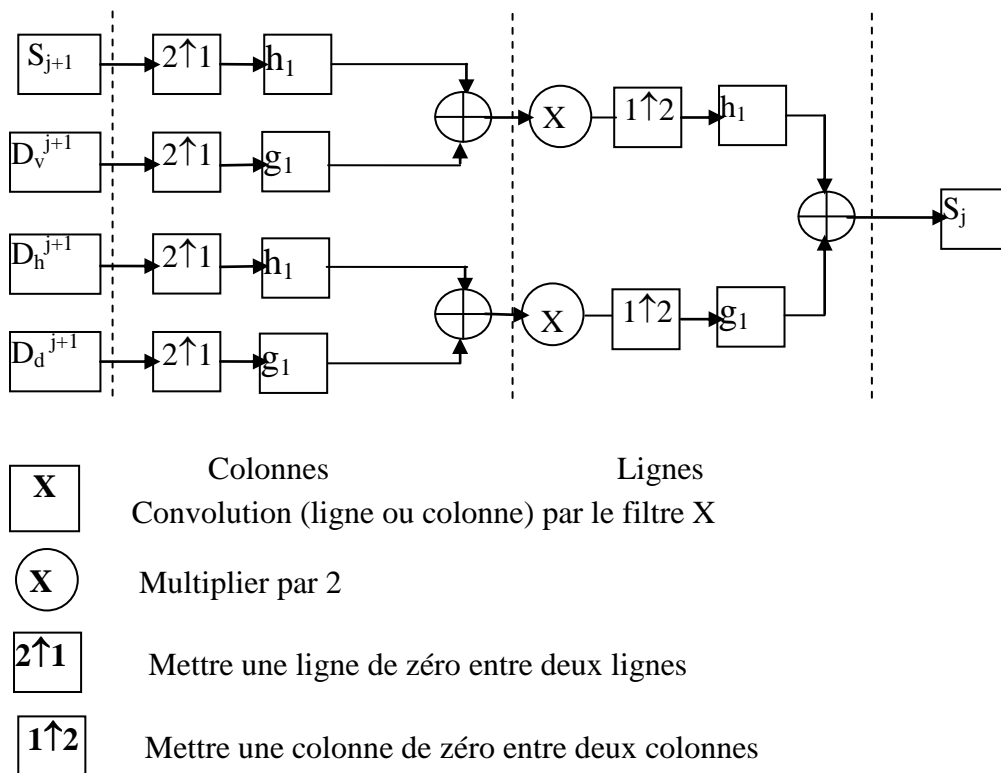 S_{j+1} 2↑1 h_1
X 1↑2 h_1
D_v^{j+1} 2↑1 g_1
S_j
D_h^{j+1} 2↑1 h_1
X 1↑2 g_1
D_d^{j+1} 2↑1 g_1
Colonnes Lignes
X Convolution (ligne ou colonne) par le filtre X
X Multiplier par 2
2↑1 Mettre une ligne de zéro entre deux lignes
1↑2 Mettre une colonne de zéro entre deux colonnes